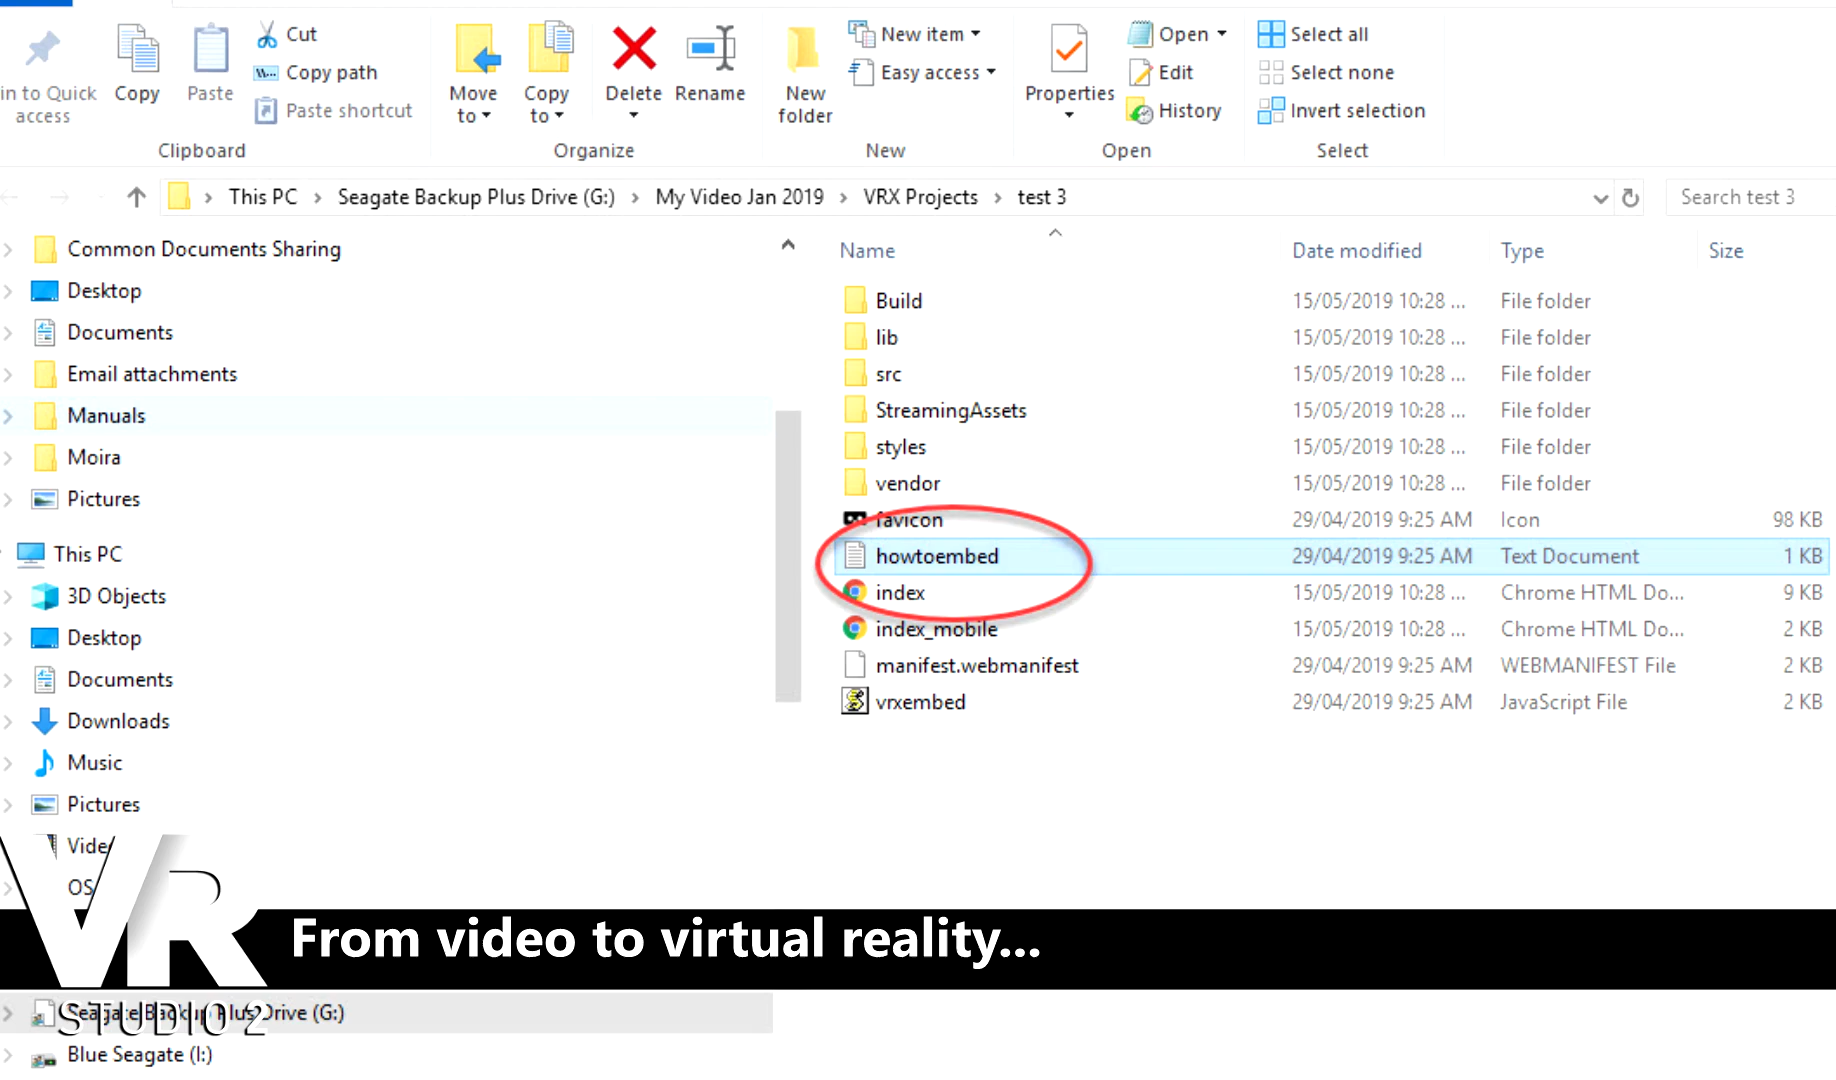 in to Quick access
Copy
Paste
Cut
Copy path
Paste shortcut
Clipboard
Move to
Copy to
Delete
Rename
Organize
New folder
New item
Easy access
New
Properties
Open
Edit
History
Open
Select all
Select none
Invert selection
Select
This PC > Seagate Backup Plus Drive (G:) > My Video Jan 2019 > VRX Projects > test 3
Search test 3
Common Documents Sharing
Desktop
Documents
Email attachments
Manuals
Moira
Pictures
This PC
3D Objects
Desktop
Documents
Downloads
Music
Pictures
Vide
OS
Seagate Backup Plus Drive (G:)
Blue Seagate (I:)
Name Date modified Type Size
Build 15/05/2019 10:28 ... File folder
lib 15/05/2019 10:28 ... File folder
src 15/05/2019 10:28 ... File folder
StreamingAssets 15/05/2019 10:28 ... File folder
styles 15/05/2019 10:28 ... File folder
vendor 15/05/2019 10:28 ... File folder
favicon 29/04/2019 9:25 AM Icon 98 KB
howtoembed 29/04/2019 9:25 AM Text Document 1 KB
index 15/05/2019 10:28 ... Chrome HTML Do... 9 KB
index_mobile 15/05/2019 10:28 ... Chrome HTML Do... 2 KB
manifest.webmanifest 29/04/2019 9:25 AM WEBMANIFEST File 2 KB
vrxembed 29/04/2019 9:25 AM JavaScript File 2 KB
VR
STUDIO 2
From video to virtual reality...